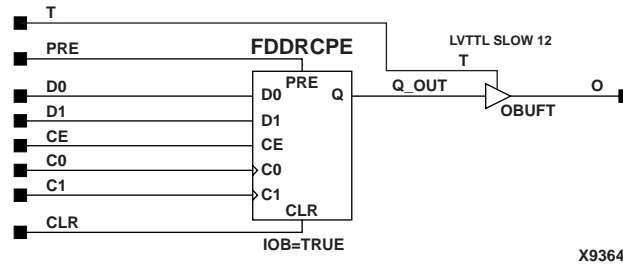 T
LVTTL SLOW 12
PRE
FDDRCPE
T
PRE
D0
D0
Q
Q_OUT
O
D1
D1
OBUFT
CE
CE
C0
C0
C1
C1
CLR
CLR
IOB=TRUE
X9364